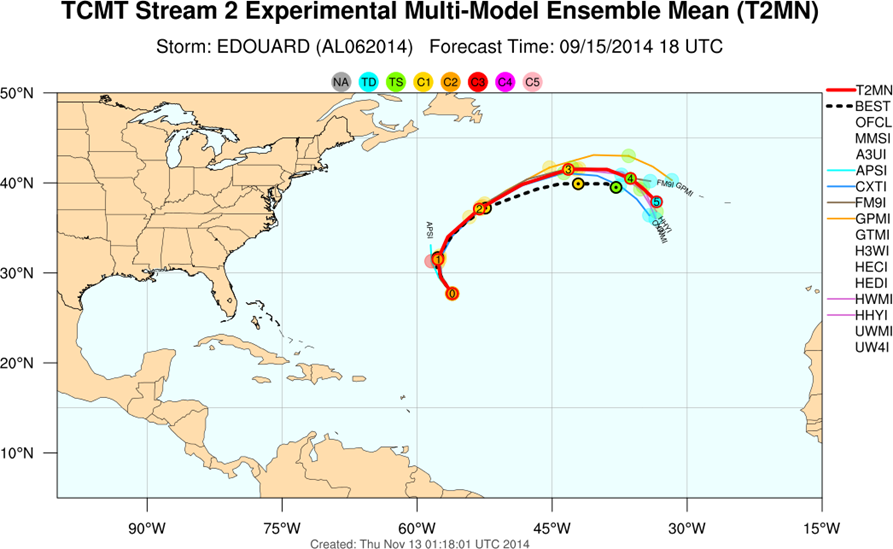 TCMT Stream 2 Experimental Multi-Model Ensemble Mean (T2MN)
Storm: EDOUARD (AL062014) Forecast Time: 09/15/2014 18 UTC
NA TD TS C1 C2 C3 C4 C5
50°N
40°N
30°N
20°N
10°N
90°W 75°W 60°W 45°W 30°W 15°W
T2MN
BEST
OFCL
MMSI
A3UI
APSI
CXTI
FM9I
GPMI
GTMI
H3WI
HECI
HEDI
HWMI
HHYI
UWMI
UW4I
APSI
FM9I
GPMI
HHYI
0
1
2
3
4
5
Created: Thu Nov 13 01:18:01 UTC 2014